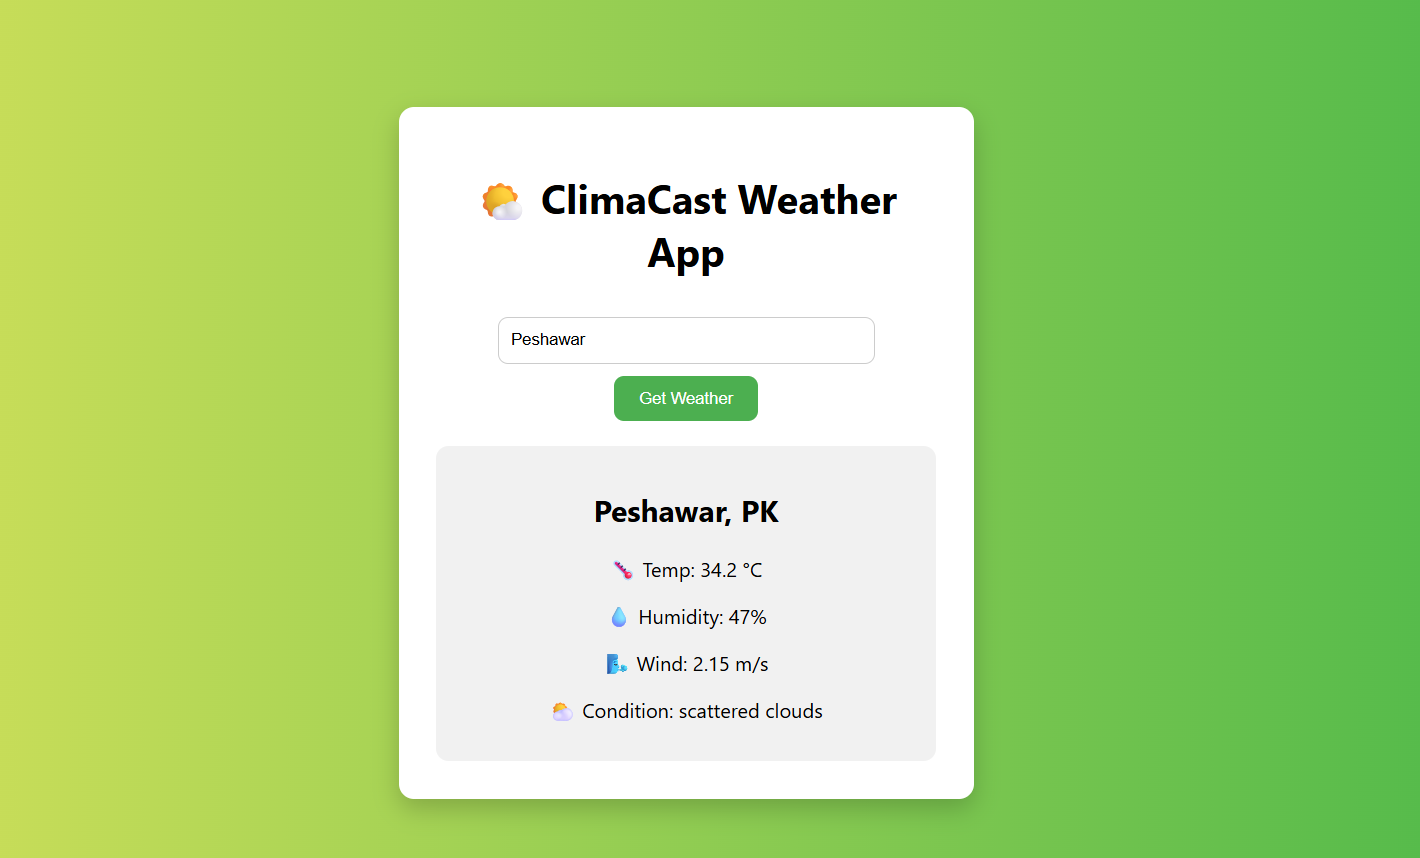 ClimaCast Weather
App
Peshawar
Get Weather
Peshawar, PK
Temp: 34.2 °C
Humidity: 47%
Wind: 2.15 m/s
Condition: scattered clouds